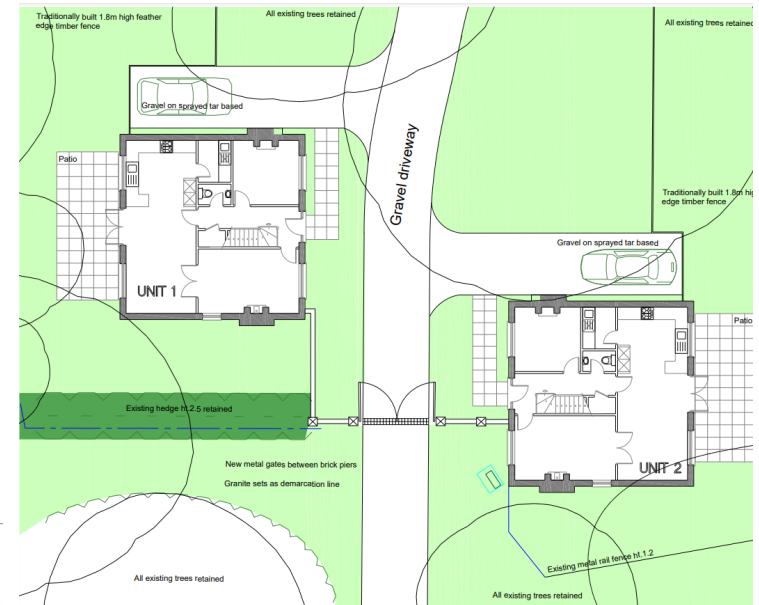 Traditionally built 1.8m high feather
edge timber fence
All existing trees retained
All existing trees retained
Gravel on sprayed tar based
Gravel driveway
Patio
Traditionally built 1.8m hi
edge timber fence
Gravel on sprayed tar based
UNIT 1
Patio
Existing hedge ht.2.5 retained
New metal gates between brick piers
Granite sets as demarcation line
UNIT 2
Existing metal rail fence ht.1.2
All existing trees retained
All existing trees retained